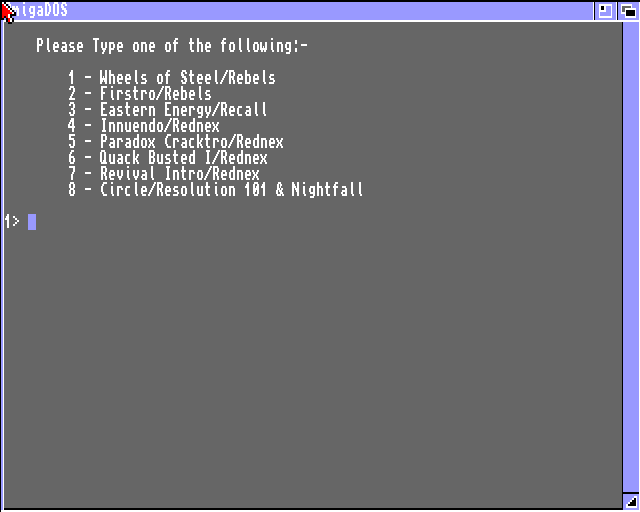 AmigaDOS
Please Type one of the following:-
1 - Wheels of Steel/Rebels
2 - Firstro/Rebels
3 - Eastern Energy/Recall
4 - Innuendo/Rednex
5 - Paradox Cracktro/Rednex
6 - Quack Busted I/Rednex
7 - Revival Intro/Rednex
8 - Circle/Resolution 101 & Nightfall
1>